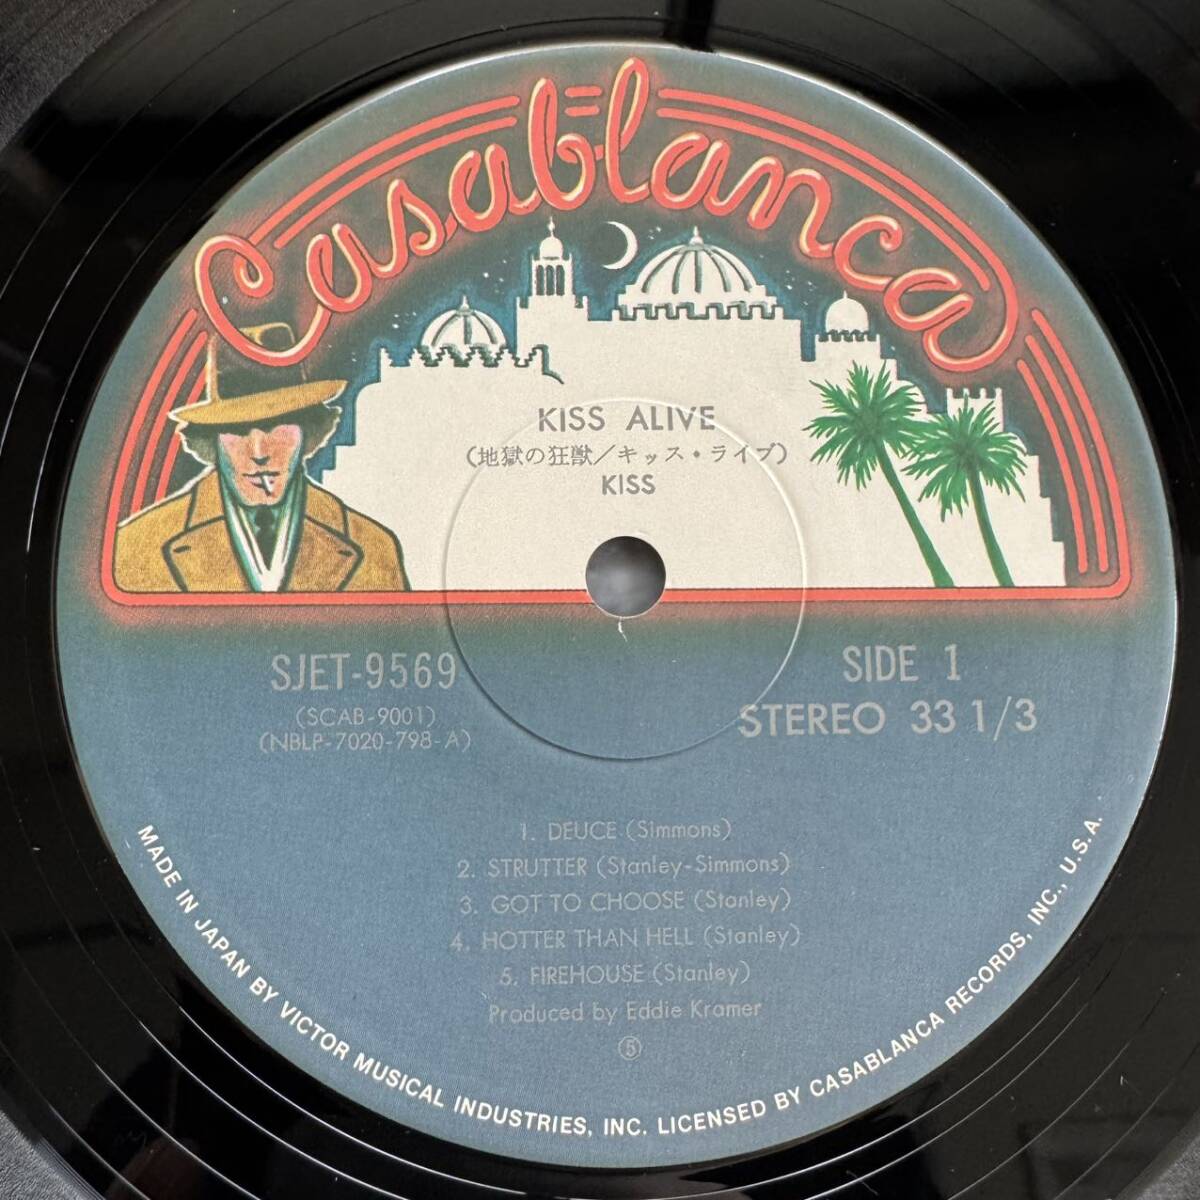 Casablanca
KISS ALIVE
(地獄の狂獣/キッス・ライブ)
KISS
SJET-9569
(SCAB-9001)
(NBLP-7020-798-A)
SIDE 1
STEREO 33 1/3
1. DEUCE (Simmons)
2. STRUTTER (Stanley-Simmons)
3. GOT TO CHOOSE (Stanley)
4. HOTTER THAN HELL (Stanley)
5. FIREHOUSE (Stanley)
Produced by Eddie Kramer
⑤
MADE IN JAPAN BY VICTOR MUSICAL INDUSTRIES, INC. LICENSED BY CASABLANCA RECORDS, INC., U.S.A.